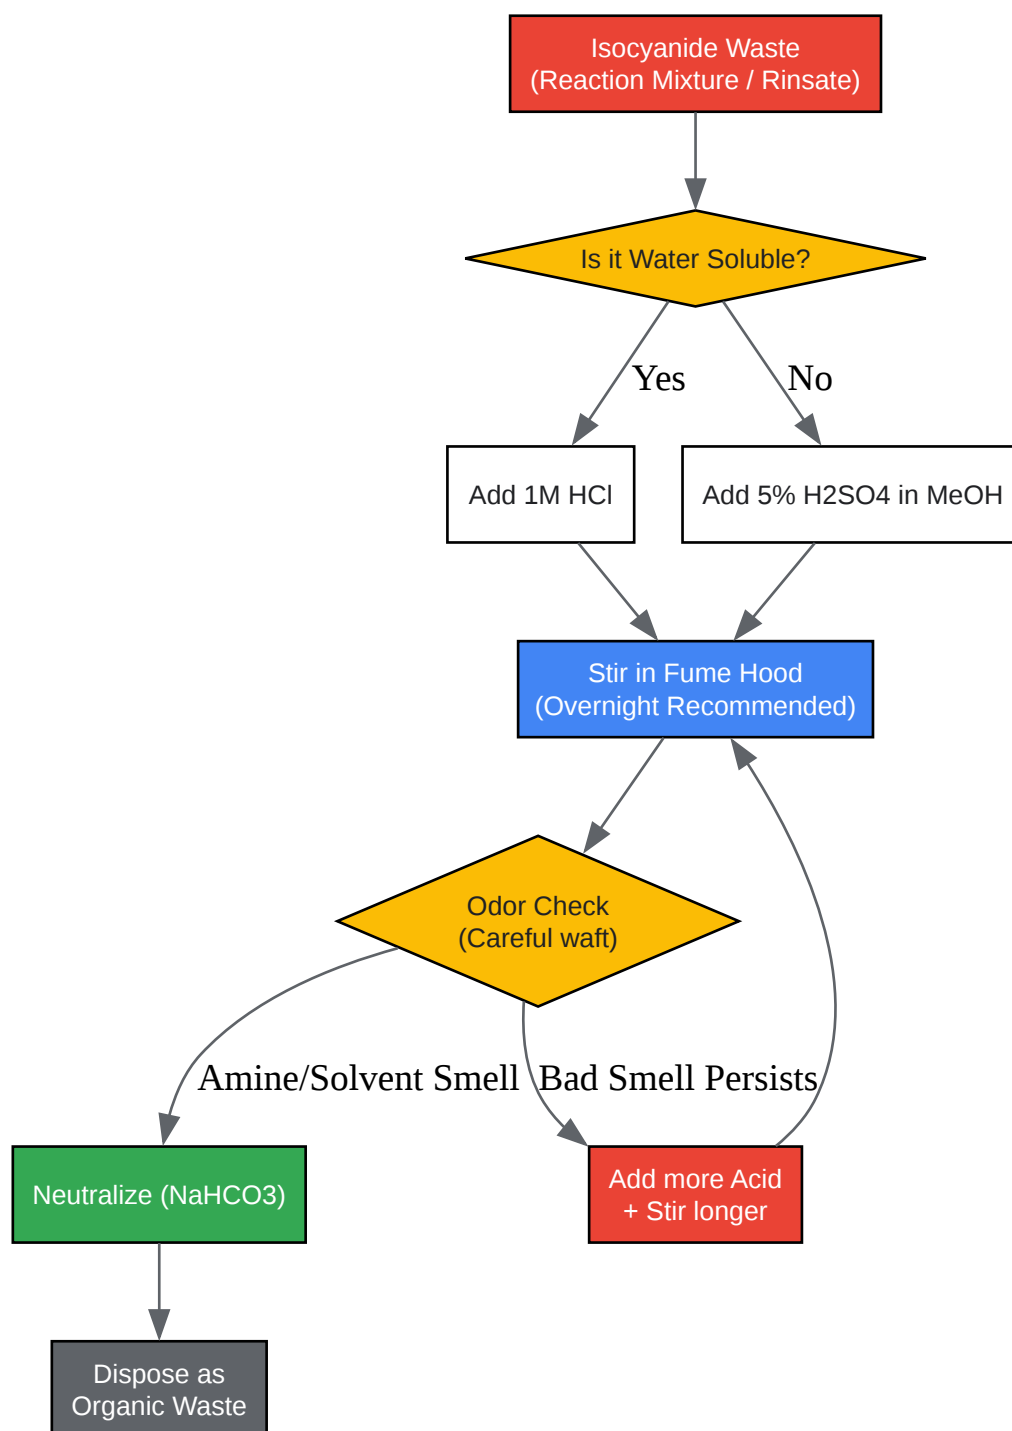 Isocyanide Waste
(Reaction Mixture / Rinsate)
Is it Water Soluble?
Yes
No
Add 1M HCl
Add 5% H2SO4 in MeOH
Stir in Fume Hood
(Overnight Recommended)
Odor Check
(Careful waft)
Amine/Solvent Smell
Bad Smell Persists
Neutralize (NaHCO3)
Add more Acid
+ Stir longer
Dispose as
Organic Waste